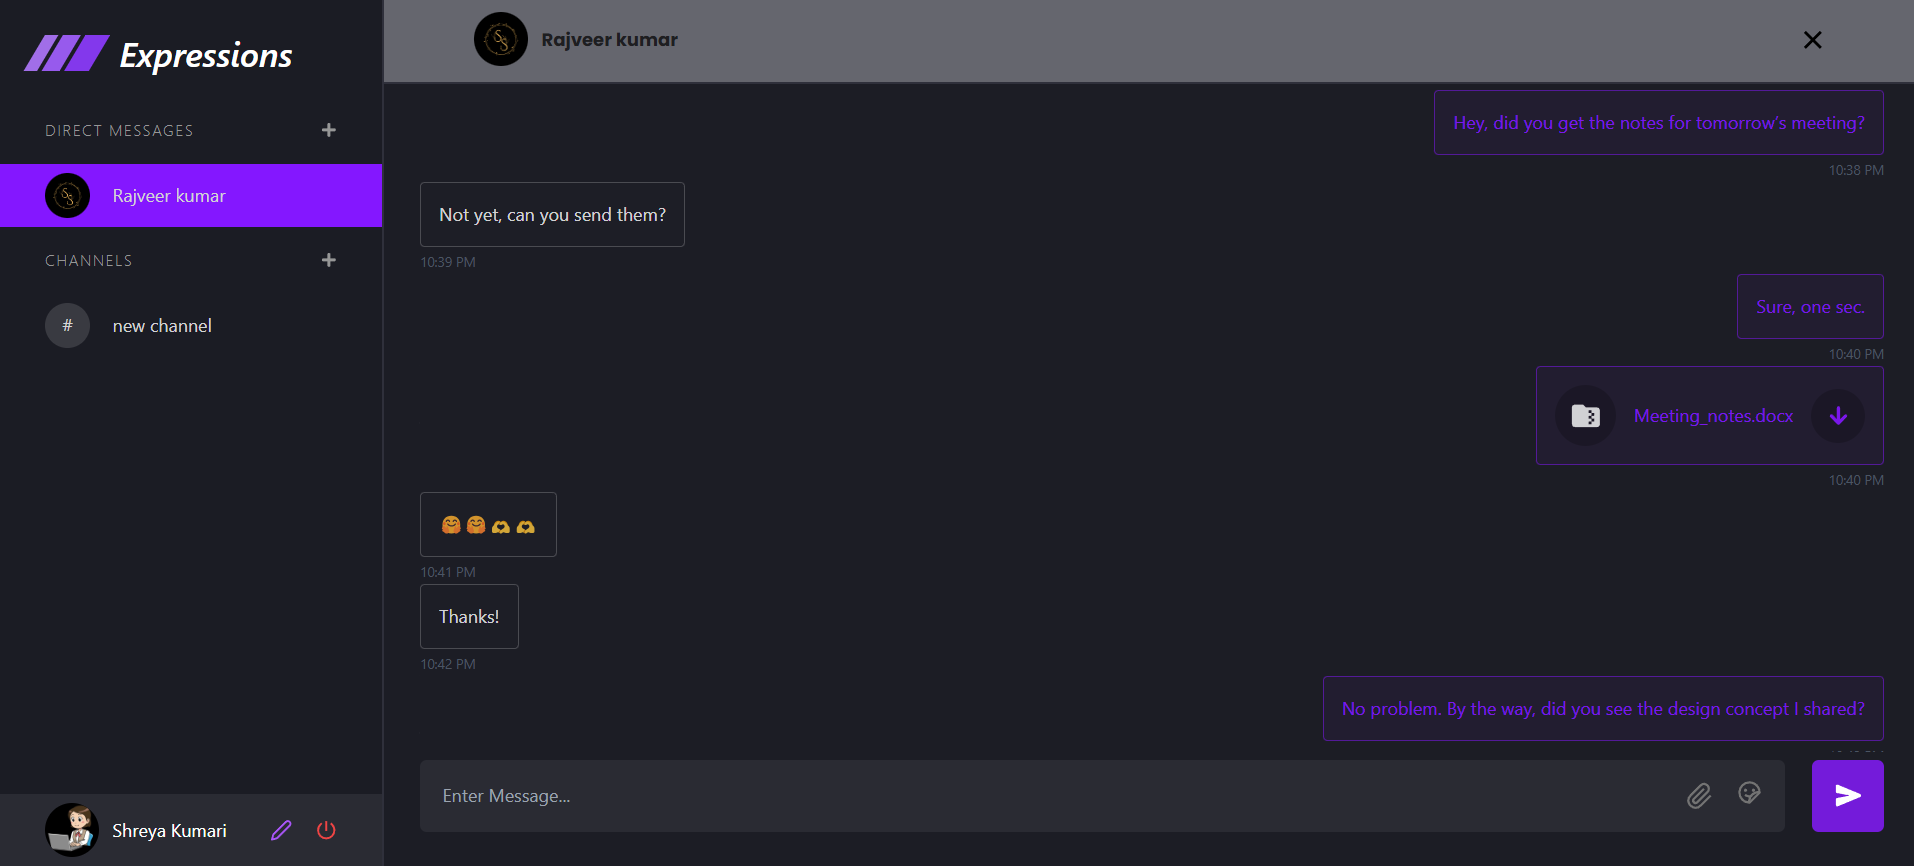 Expressions
DIRECT MESSAGES +
Rajveer kumar
CHANNELS +
# new channel
Shreya Kumari
Rajveer kumar
Hey, did you get the notes for tomorrow's meeting?
10:38 PM
Not yet, can you send them?
10:39 PM
Sure, one sec.
10:40 PM
Meeting_notes.docx
10:40 PM
🤗🤗🫶🫶
10:41 PM
Thanks!
10:42 PM
No problem. By the way, did you see the design concept I shared?
Enter Message...